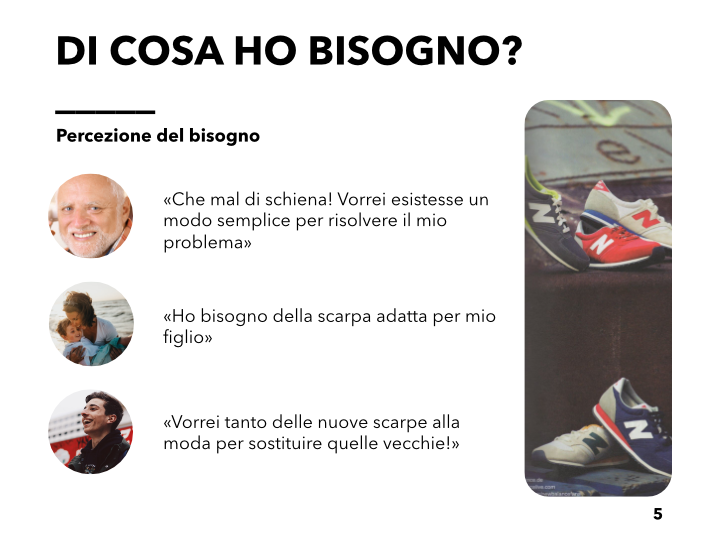 DI COSA HO BISOGNO?
Percezione del bisogno
«Che mal di schiena! Vorrei esistesse un
modo semplice per risolvere il mio
problema»
«Ho bisogno della scarpa adatta per mio
figlio»
«Vorrei tanto delle nuove scarpe alla
moda per sostituire quelle vecchie!»
N
N
N
N
5